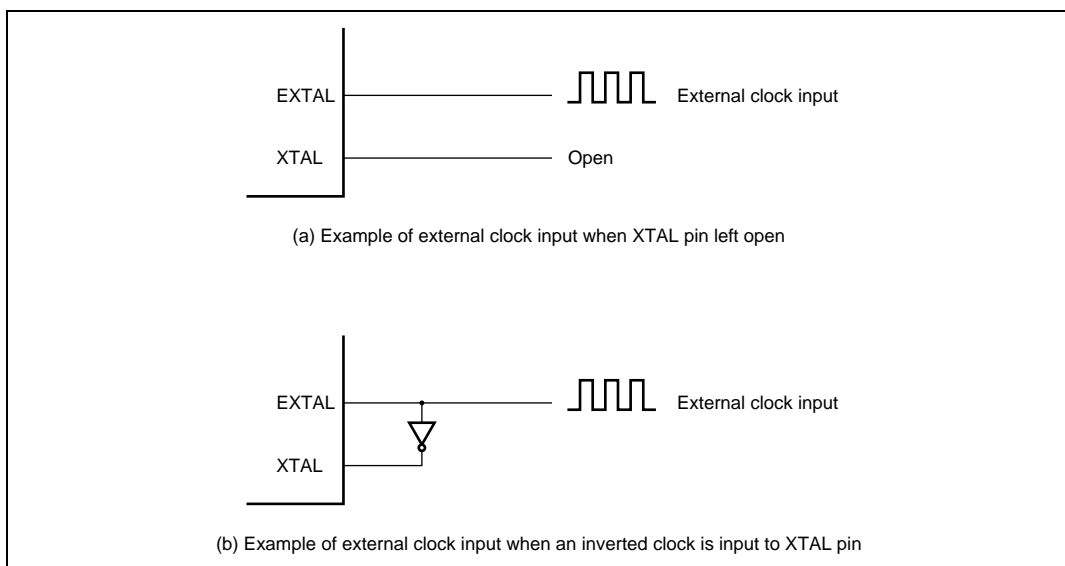 EXTAL
External clock input
XTAL
Open
(a) Example of external clock input when XTAL pin left open
EXTAL
External clock input
XTAL
(b) Example of external clock input when an inverted clock is input to XTAL pin